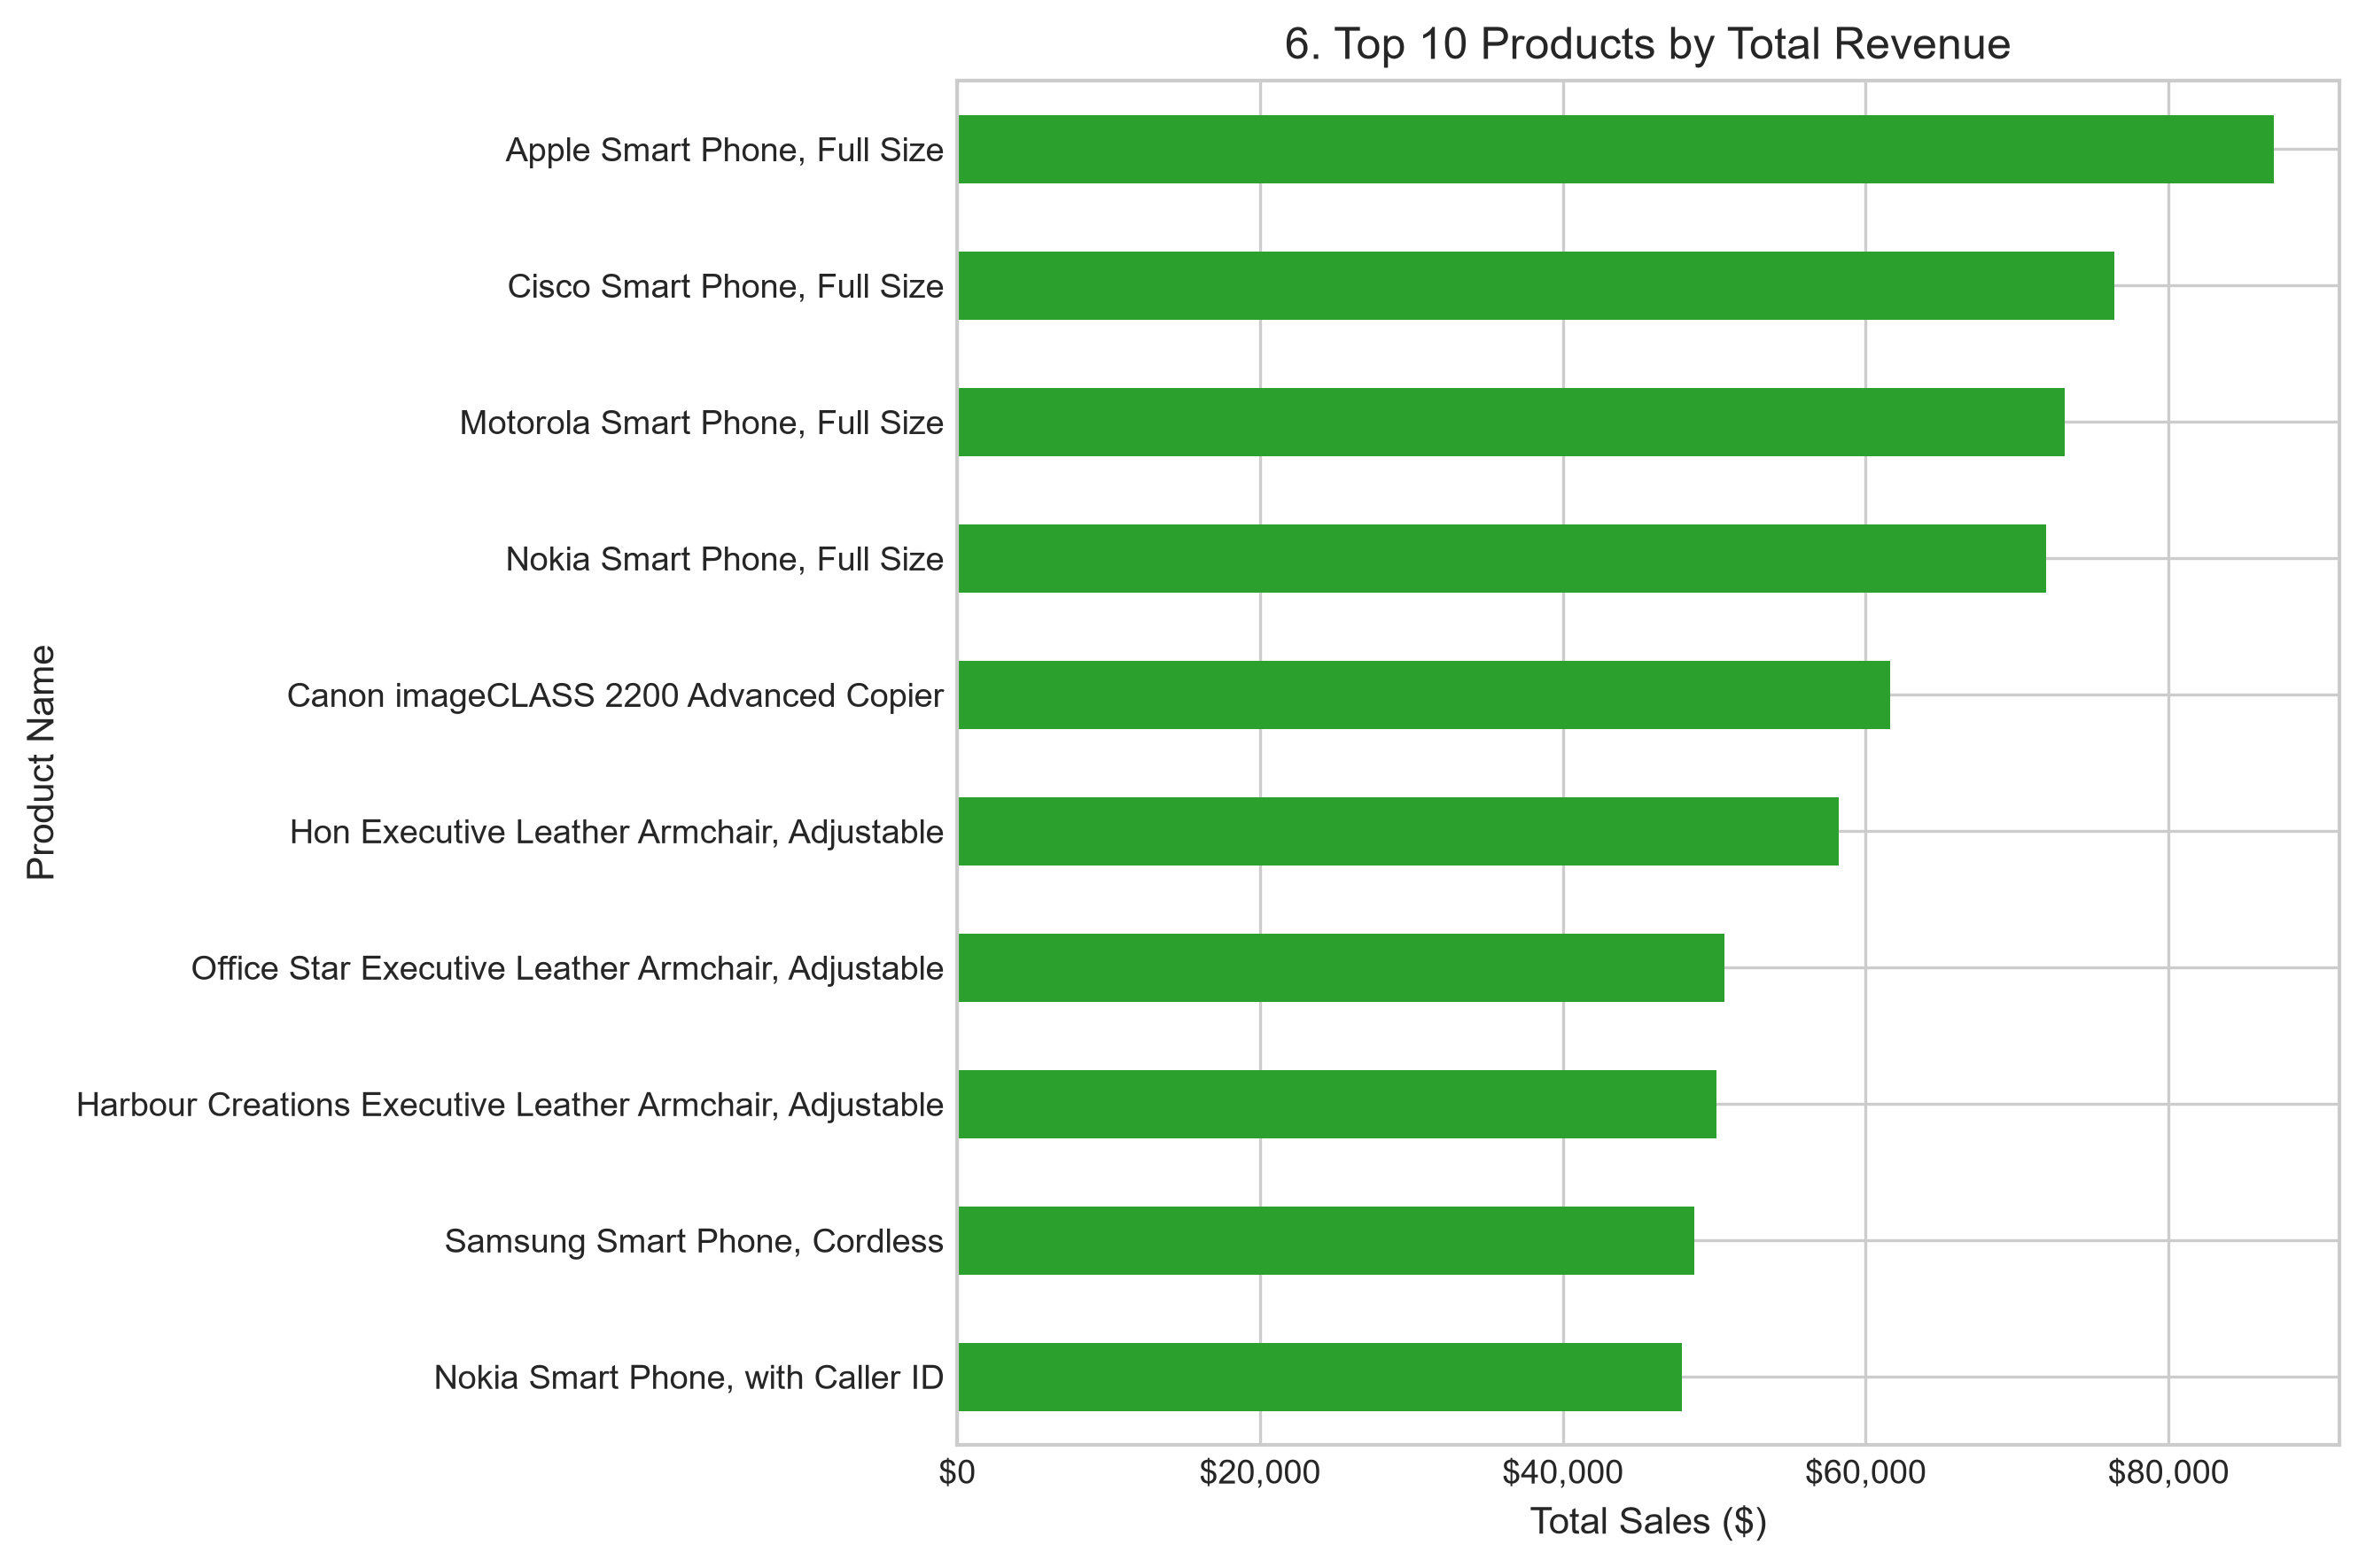 6. Top 10 Products by Total Revenue
Product Name
Apple Smart Phone, Full Size
Cisco Smart Phone, Full Size
Motorola Smart Phone, Full Size
Nokia Smart Phone, Full Size
Canon imageCLASS 2200 Advanced Copier
Hon Executive Leather Armchair, Adjustable
Office Star Executive Leather Armchair, Adjustable
Harbour Creations Executive Leather Armchair, Adjustable
Samsung Smart Phone, Cordless
Nokia Smart Phone, with Caller ID
$0 $20,000 $40,000 $60,000 $80,000
Total Sales ($)